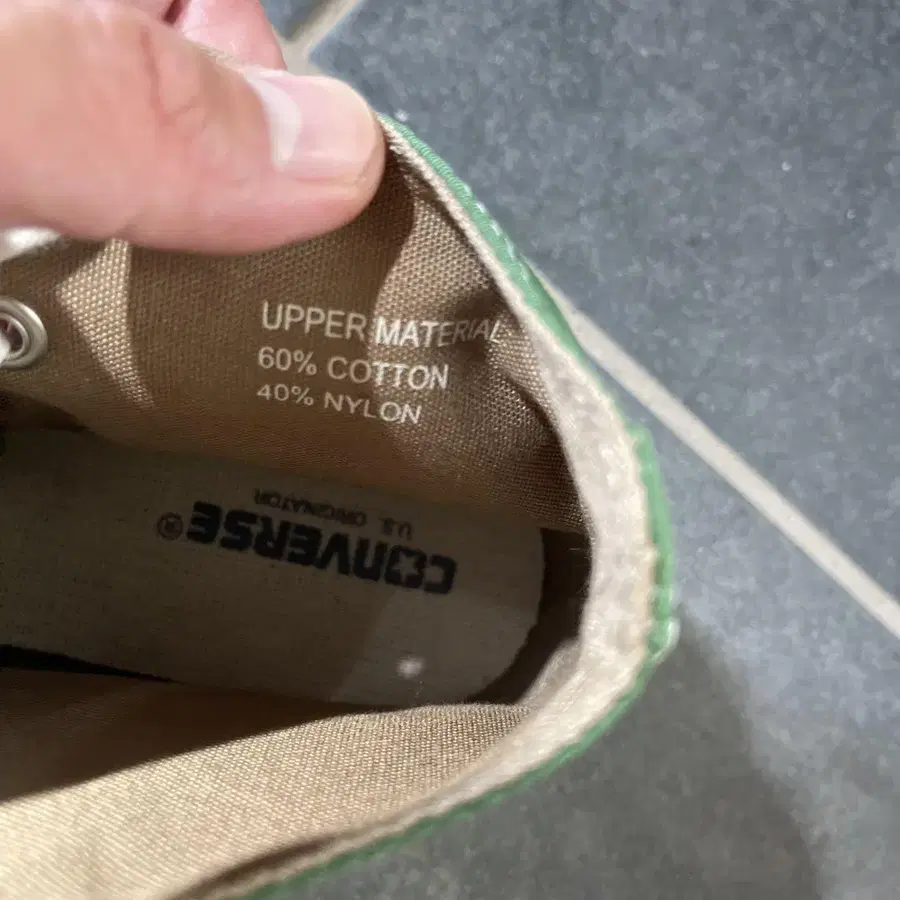 UPPER MATERIAL
60% COTTON
40% NYLON
CONVERSE®
U.S. ORIGINATOR